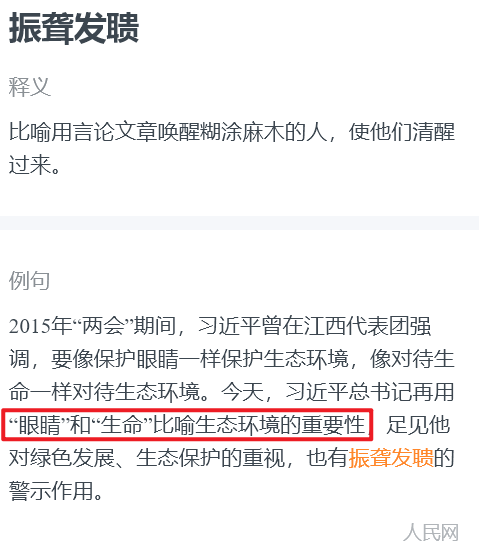 振聋发聩
释义
比喻用言论文章唤醒糊涂麻木的人，使他们清醒
过来。
例句
2015年“两会”期间，习近平曾在江西代表团强
调，要像保护眼睛一样保护生态环境，像对待生
命一样对待生态环境。今天，习近平总书记再用
“眼睛”和“生命”比喻生态环境的重要性，足见他
对绿色发展、生态保护的重视，也有振聋发聩的
警示作用。
人民网